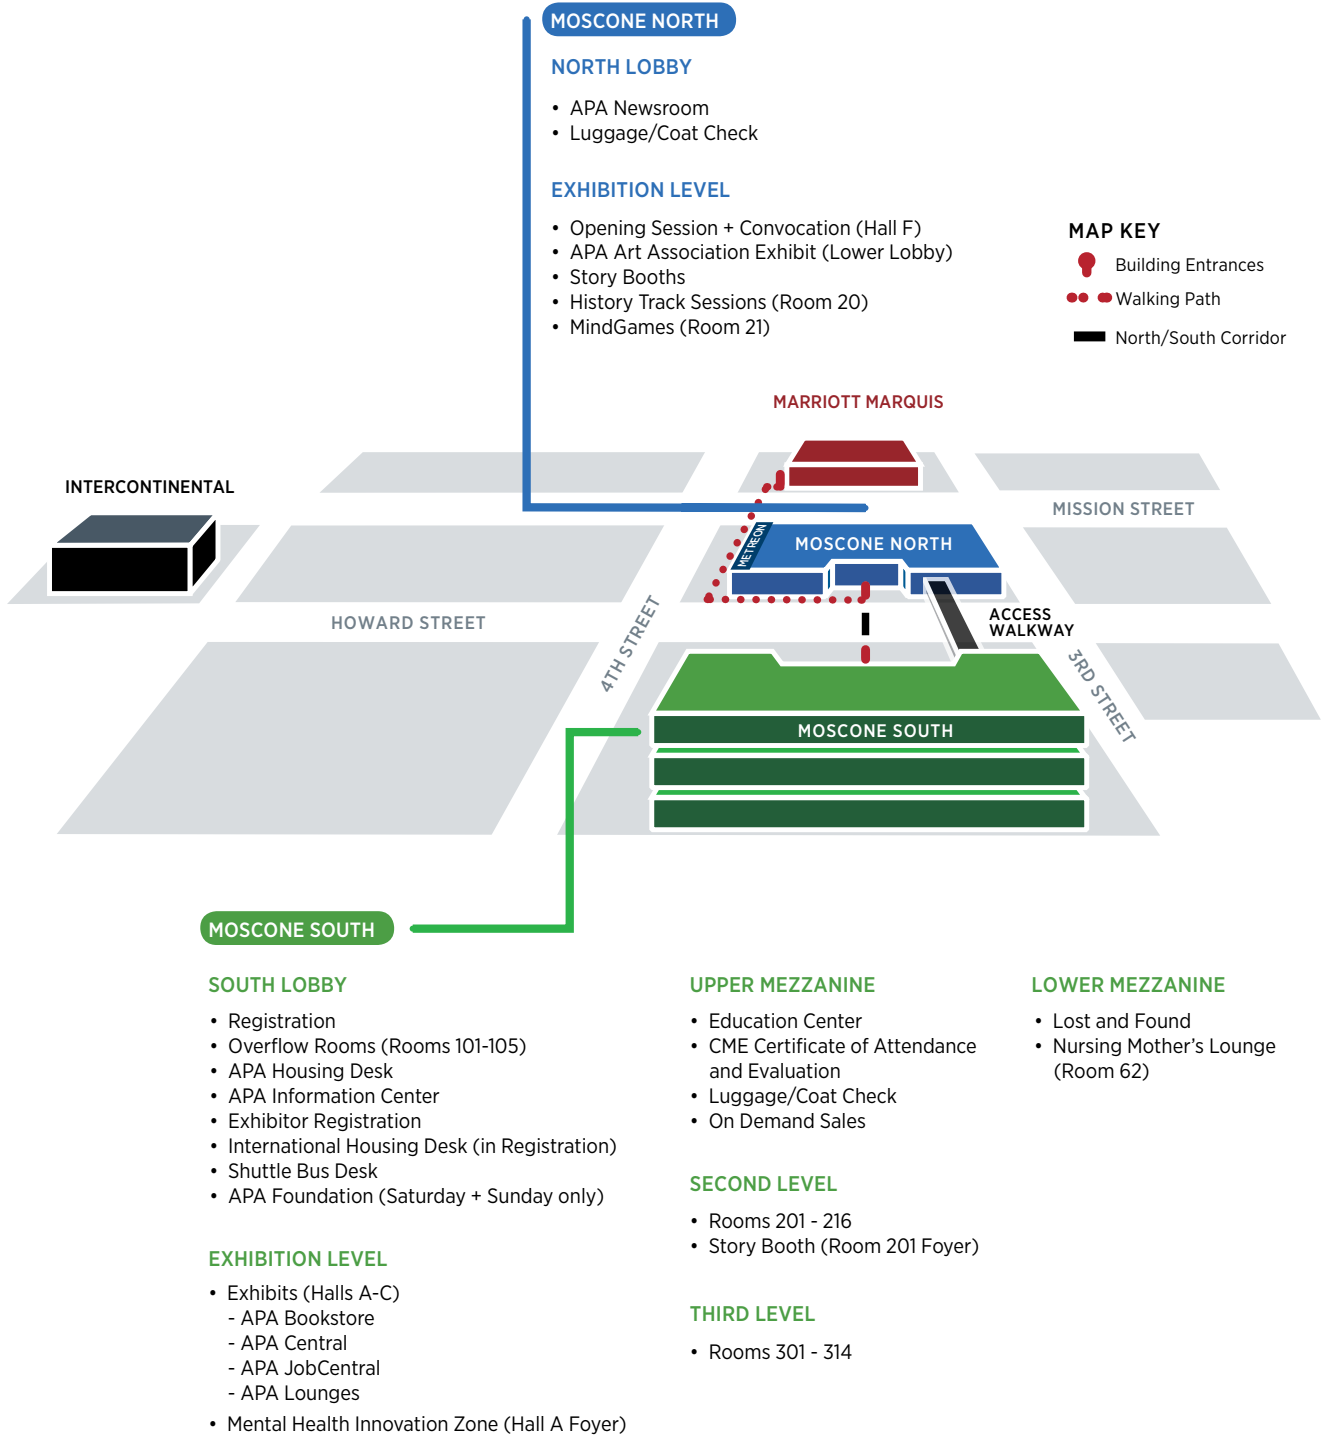 MOSCONE NORTH
NORTH LOBBY
• APA Newsroom
• Luggage/Coat Check
EXHIBITION LEVEL
• Opening Session + Convocation (Hall F)
• APA Art Association Exhibit (Lower Lobby)
• Story Booths
• History Track Sessions (Room 20)
• MindGames (Room 21)
MAP KEY
Building Entrances
Walking Path
North/South Corridor
MARRIOTT MARQUIS
INTERCONTINENTAL
MISSION STREET
METREON
MOSCONE NORTH
HOWARD STREET
4TH STREET
ACCESS
WALKWAY
3RD STREET
MOSCONE SOUTH
MOSCONE SOUTH
SOUTH LOBBY
• Registration
• Overflow Rooms (Rooms 101-105)
• APA Housing Desk
• APA Information Center
• Exhibitor Registration
• International Housing Desk (in Registration)
• Shuttle Bus Desk
• APA Foundation (Saturday + Sunday only)
EXHIBITION LEVEL
• Exhibits (Halls A-C)
- APA Bookstore
- APA Central
- APA JobCentral
- APA Lounges
• Mental Health Innovation Zone (Hall A Foyer)
UPPER MEZZANINE
• Education Center
• CME Certificate of Attendance
and Evaluation
• Luggage/Coat Check
• On Demand Sales
SECOND LEVEL
• Rooms 201 - 216
• Story Booth (Room 201 Foyer)
THIRD LEVEL
• Rooms 301 - 314
LOWER MEZZANINE
• Lost and Found
• Nursing Mother's Lounge
(Room 62)